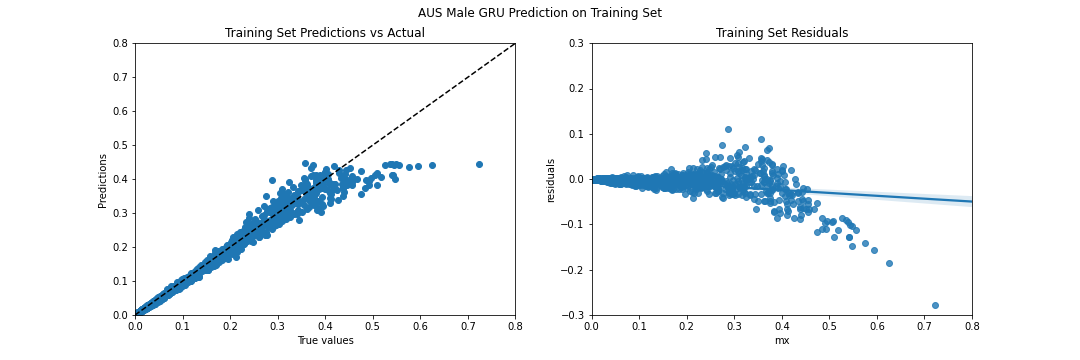 AUS Male GRU Prediction on Training Set
Training Set Predictions vs Actual
0.8
0.7
0.6
0.5
0.4
0.3
0.2
0.1
0.0
Predictions
0.0 0.1 0.2 0.3 0.4 0.5 0.6 0.7 0.8
True values
Training Set Residuals
0.3
0.2
0.1
0.0
−0.1
−0.2
−0.3
residuals
0.0 0.1 0.2 0.3 0.4 0.5 0.6 0.7 0.8
mx